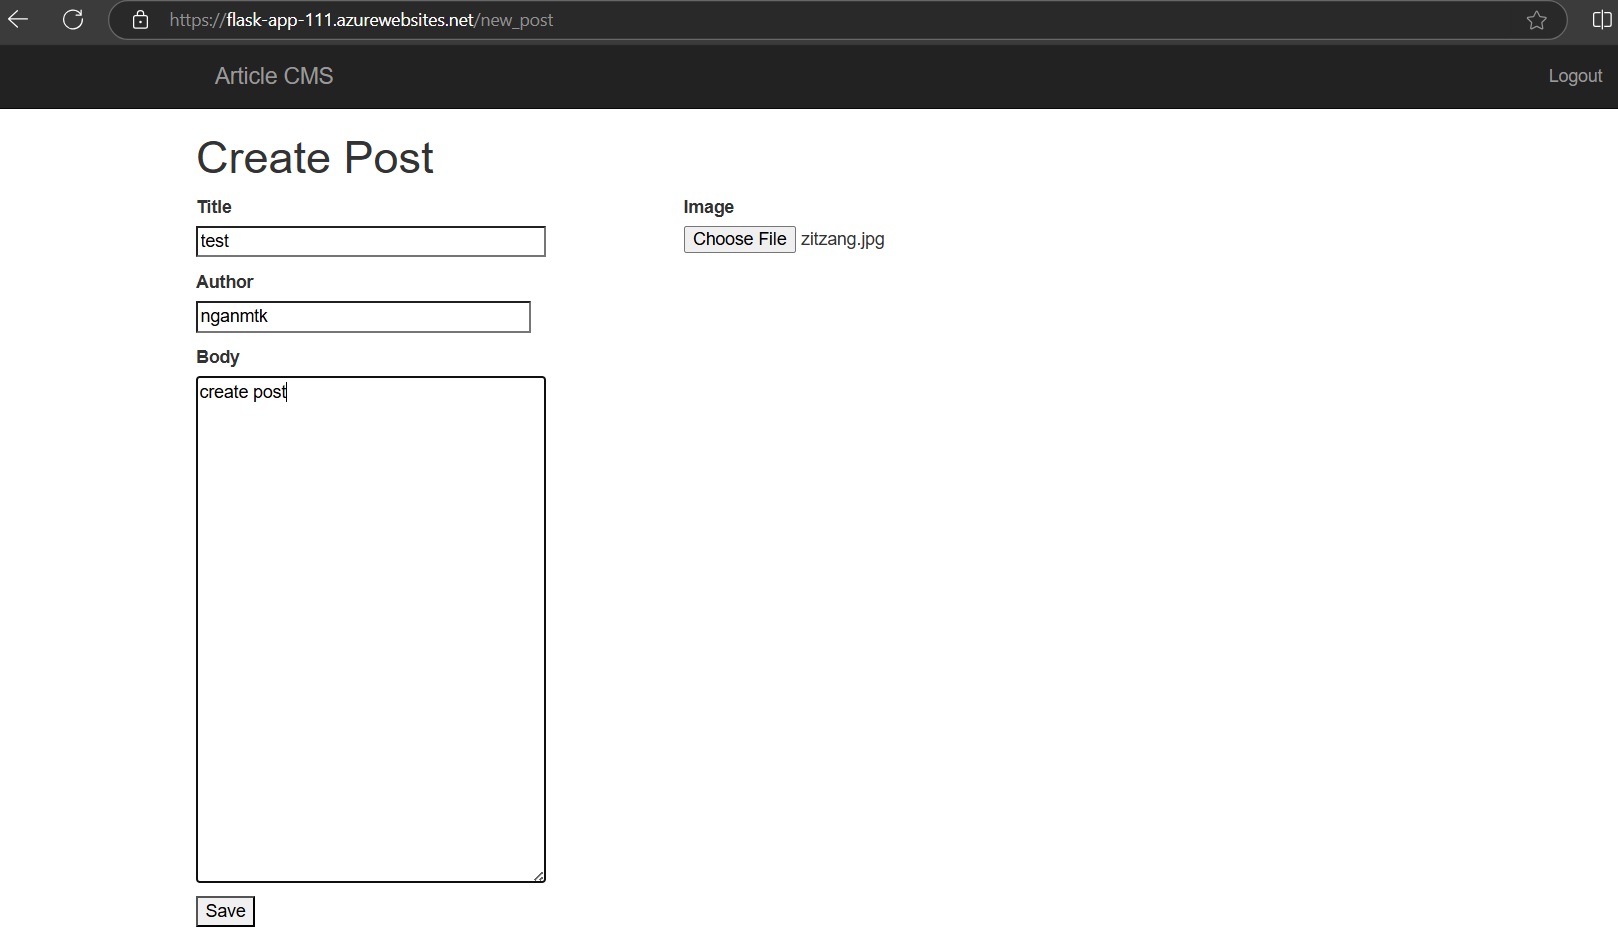 https://flask-app-111.azurewebsites.net/new_post
Article CMS
Logout
Create Post
Title
test
Author
nganmtk
Body
create post
Image
Choose File zitzang.jpg
Save